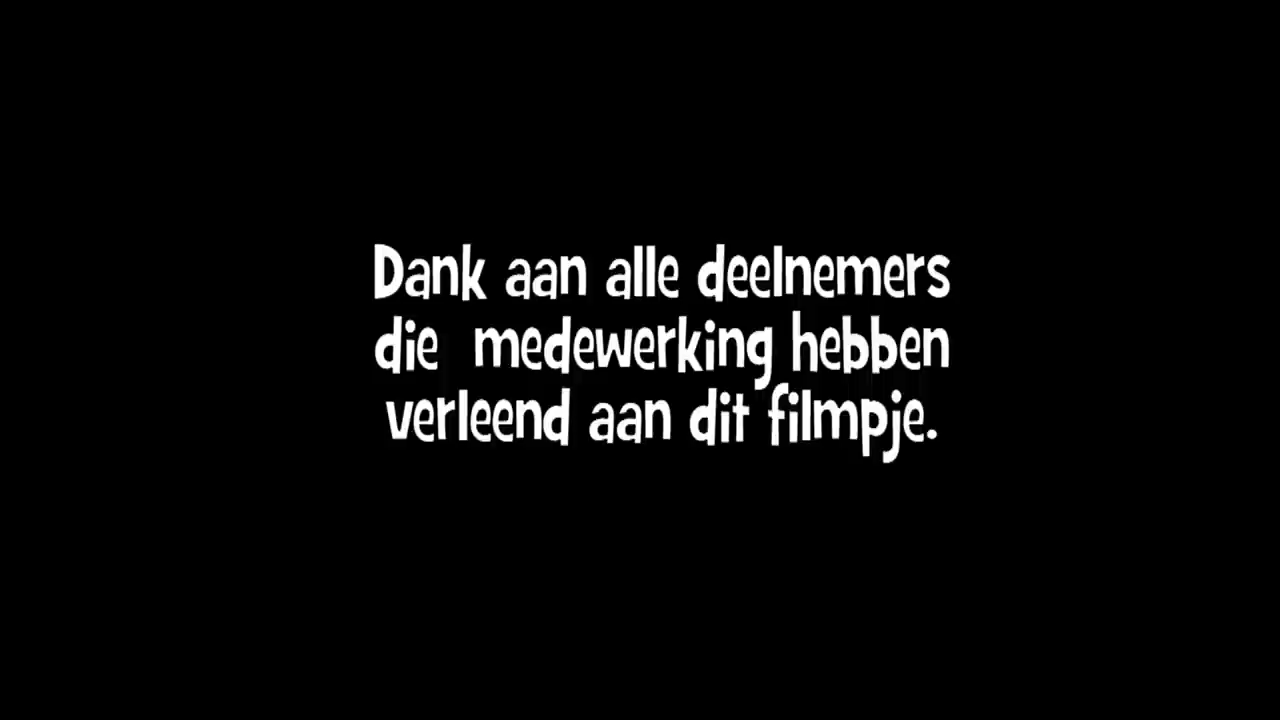 Dank aan alle deelnemers
die  medewerking hebben
verleend aan dit filmpje.